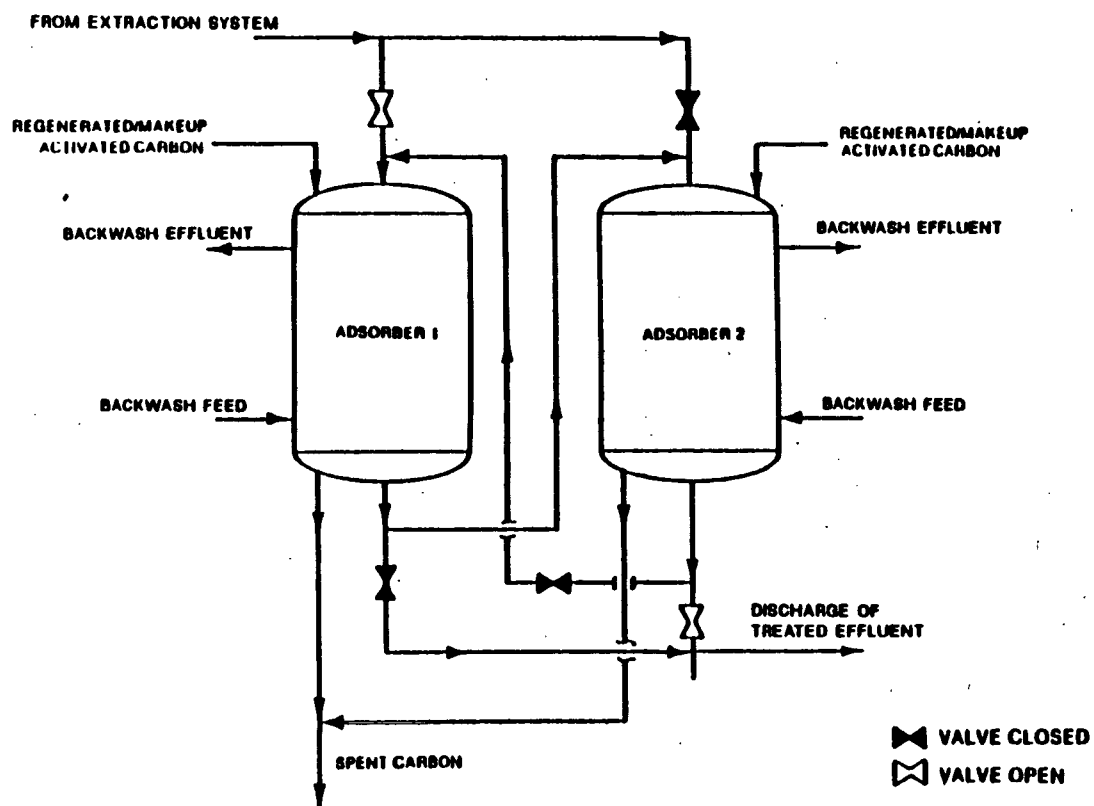 FROM EXTRACTION SYSTEM
REGENERATED/MAKEUP
ACTIVATED CARBON
REGENERATED/MAKEUP
ACTIVATED CARBON
BACKWASH EFFLUENT
BACKWASH EFFLUENT
ADSORBER 1
ADSORBER 2
BACKWASH FEED
BACKWASH FEED
DISCHARGE OF
TREATED EFFLUENT
SPENT CARBON
VALVE CLOSED
VALVE OPEN